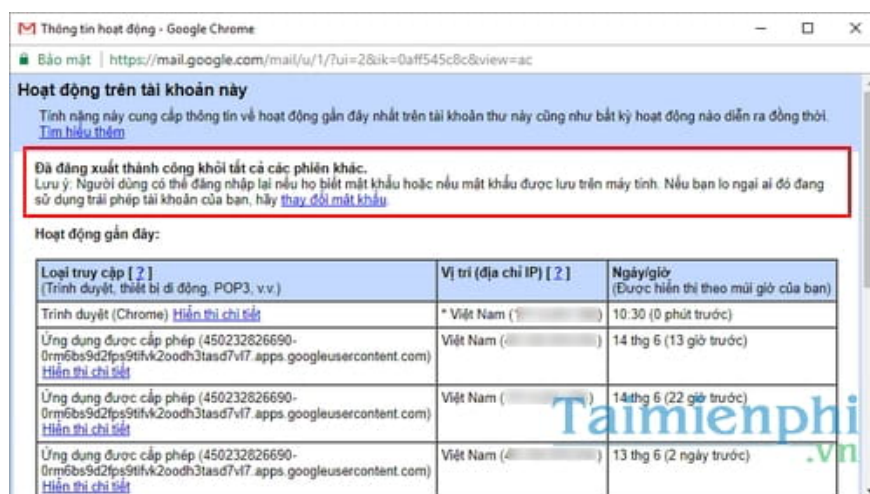 Thông tin hoạt động - Google Chrome
Bảo mật | https://mail.google.com/mail/u/1/?ui=2&ik=0aff545c8c&view=ac
Hoạt động trên tài khoản này
Tính năng này cung cấp thông tin về hoạt động gần đây nhất trên tài khoản thư này cũng như bất kỳ hoạt động nào diễn ra đồng thời.
Tìm hiểu thêm
Đã đăng xuất thành công khỏi tất cả các phiên khác.
Lưu ý: Người dùng có thể đăng nhập lại nếu họ biết mật khẩu hoặc nếu mật khẩu được lưu trên máy tính. Nếu bạn lo ngại ai đó đang
sử dụng trái phép tài khoản của bạn, hãy thay đổi mật khẩu.
Hoạt động gần đây:
Loại truy cập [ ? ]
(Trình duyệt, thiết bị di động, POP3, v.v.)
Vị trí (địa chỉ IP) [ ? ]
Ngày/giờ
(Được hiển thị theo múi giờ của bạn)
Trình duyệt (Chrome) Hiển thị chi tiết
* Việt Nam (
10:30 (0 phút trước)
Ứng dụng được cấp phép (450232826690-
0rm6bs9d2fps9tifvk2oodh3tasd7vl7.apps.googleusercontent.com)
Hiển thị chi tiết
Việt Nam (
14 thg 6 (13 giờ trước)
Ứng dụng được cấp phép (450232826690-
0rm6bs9d2fps9tifvk2oodh3tasd7vl7.apps.googleusercontent.com)
Hiển thị chi tiết
Việt Nam (
14 thg 6 (22 giờ trước)
Ứng dụng được cấp phép (450232826690-
0rm6bs9d2fps9tifvk2oodh3tasd7vl7.apps.googleusercontent.com)
Hiển thị chi tiết
Việt Nam (
13 thg 6 (2 ngày trước)
Taimienphi
.vn